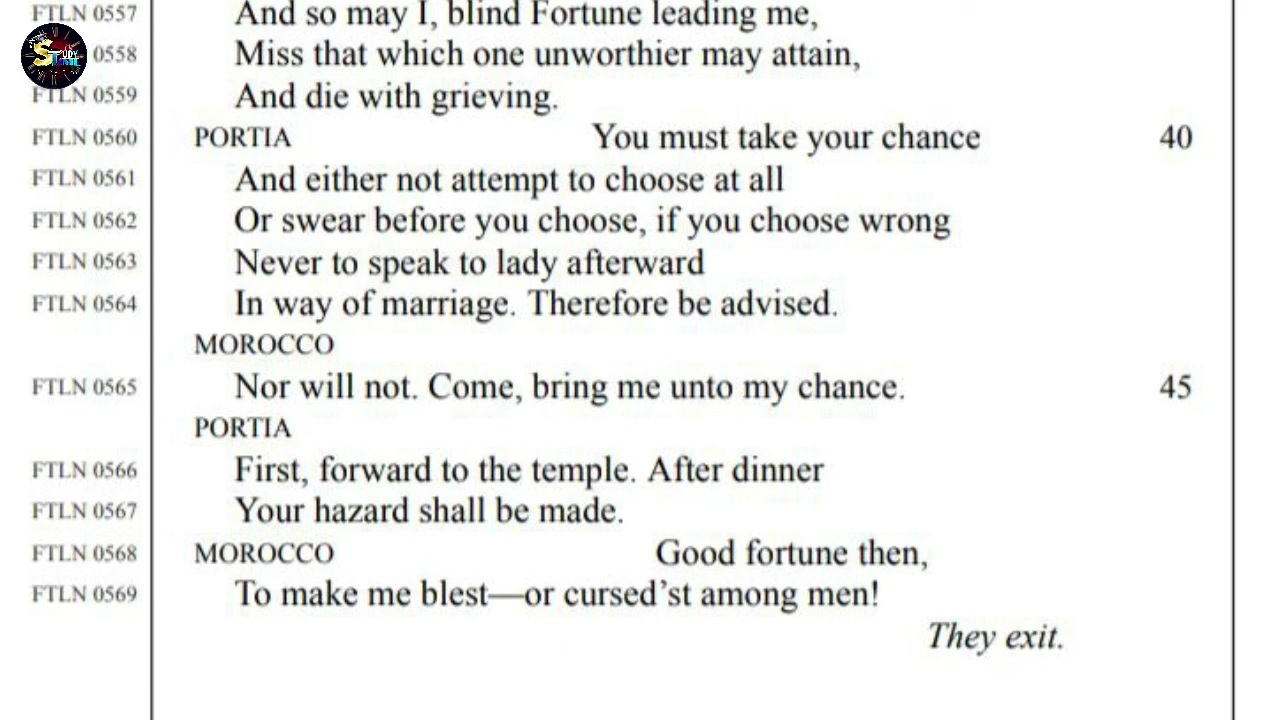 FTLN 0557 And so may I, blind Fortune leading me,
STUDY TIME
FTLN 0558 Miss that which one unworthier may attain,
FTLN 0559 And die with grieving.
FTLN 0560 PORTIA You must take your chance 40
FTLN 0561 And either not attempt to choose at all
FTLN 0562 Or swear before you choose, if you choose wrong
FTLN 0563 Never to speak to lady afterward
FTLN 0564 In way of marriage. Therefore be advised.
MOROCCO
FTLN 0565 Nor will not. Come, bring me unto my chance. 45
PORTIA
FTLN 0566 First, forward to the temple. After dinner
FTLN 0567 Your hazard shall be made.
FTLN 0568 MOROCCO Good fortune then,
FTLN 0569 To make me blest—or cursed’st among men!
They exit.